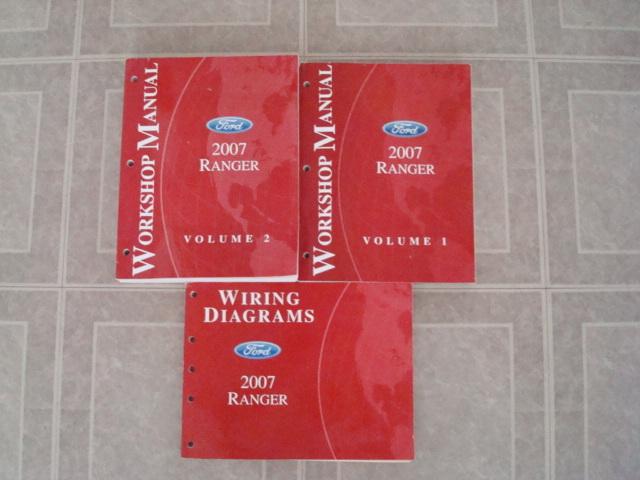 WORKSHOP MANUAL
Ford
2007
RANGER
VOLUME 2
WORKSHOP MANUAL
Ford
2007
RANGER
VOLUME 1
WIRING
DIAGRAMS
Ford
2007
RANGER